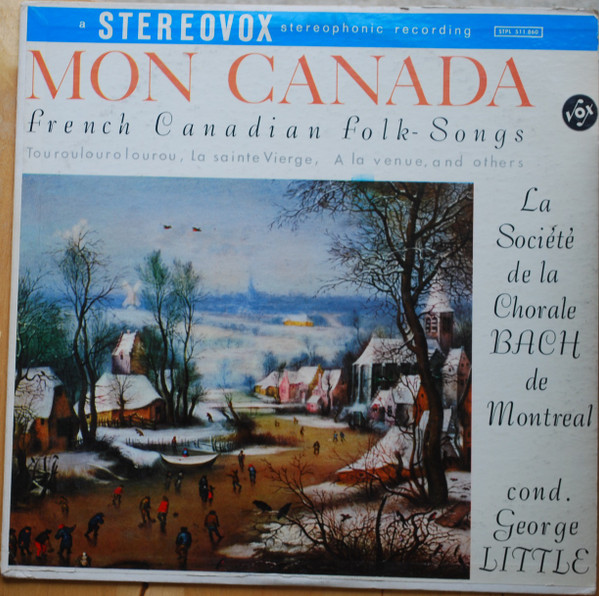 a STEREOVOX stereophonic recording STPL 511.860
MON CANADA
VOX
French Canadian Folk-Songs
Touroulourolourou, La sainte Vierge, A la venue, and others
La
Société
de la
Chorale
BACH
de
Montreal
cond.
George
LITTLE